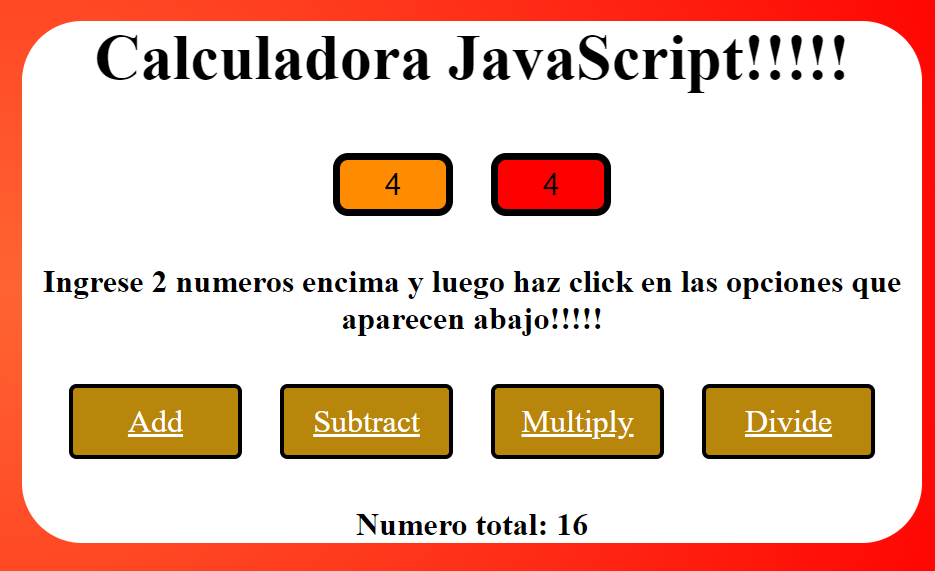 Calculadora JavaScript!!!!!
4 4
Ingrese 2 numeros encima y luego haz click en las opciones que
aparecen abajo!!!!!
Add Subtract Multiply Divide
Numero total: 16